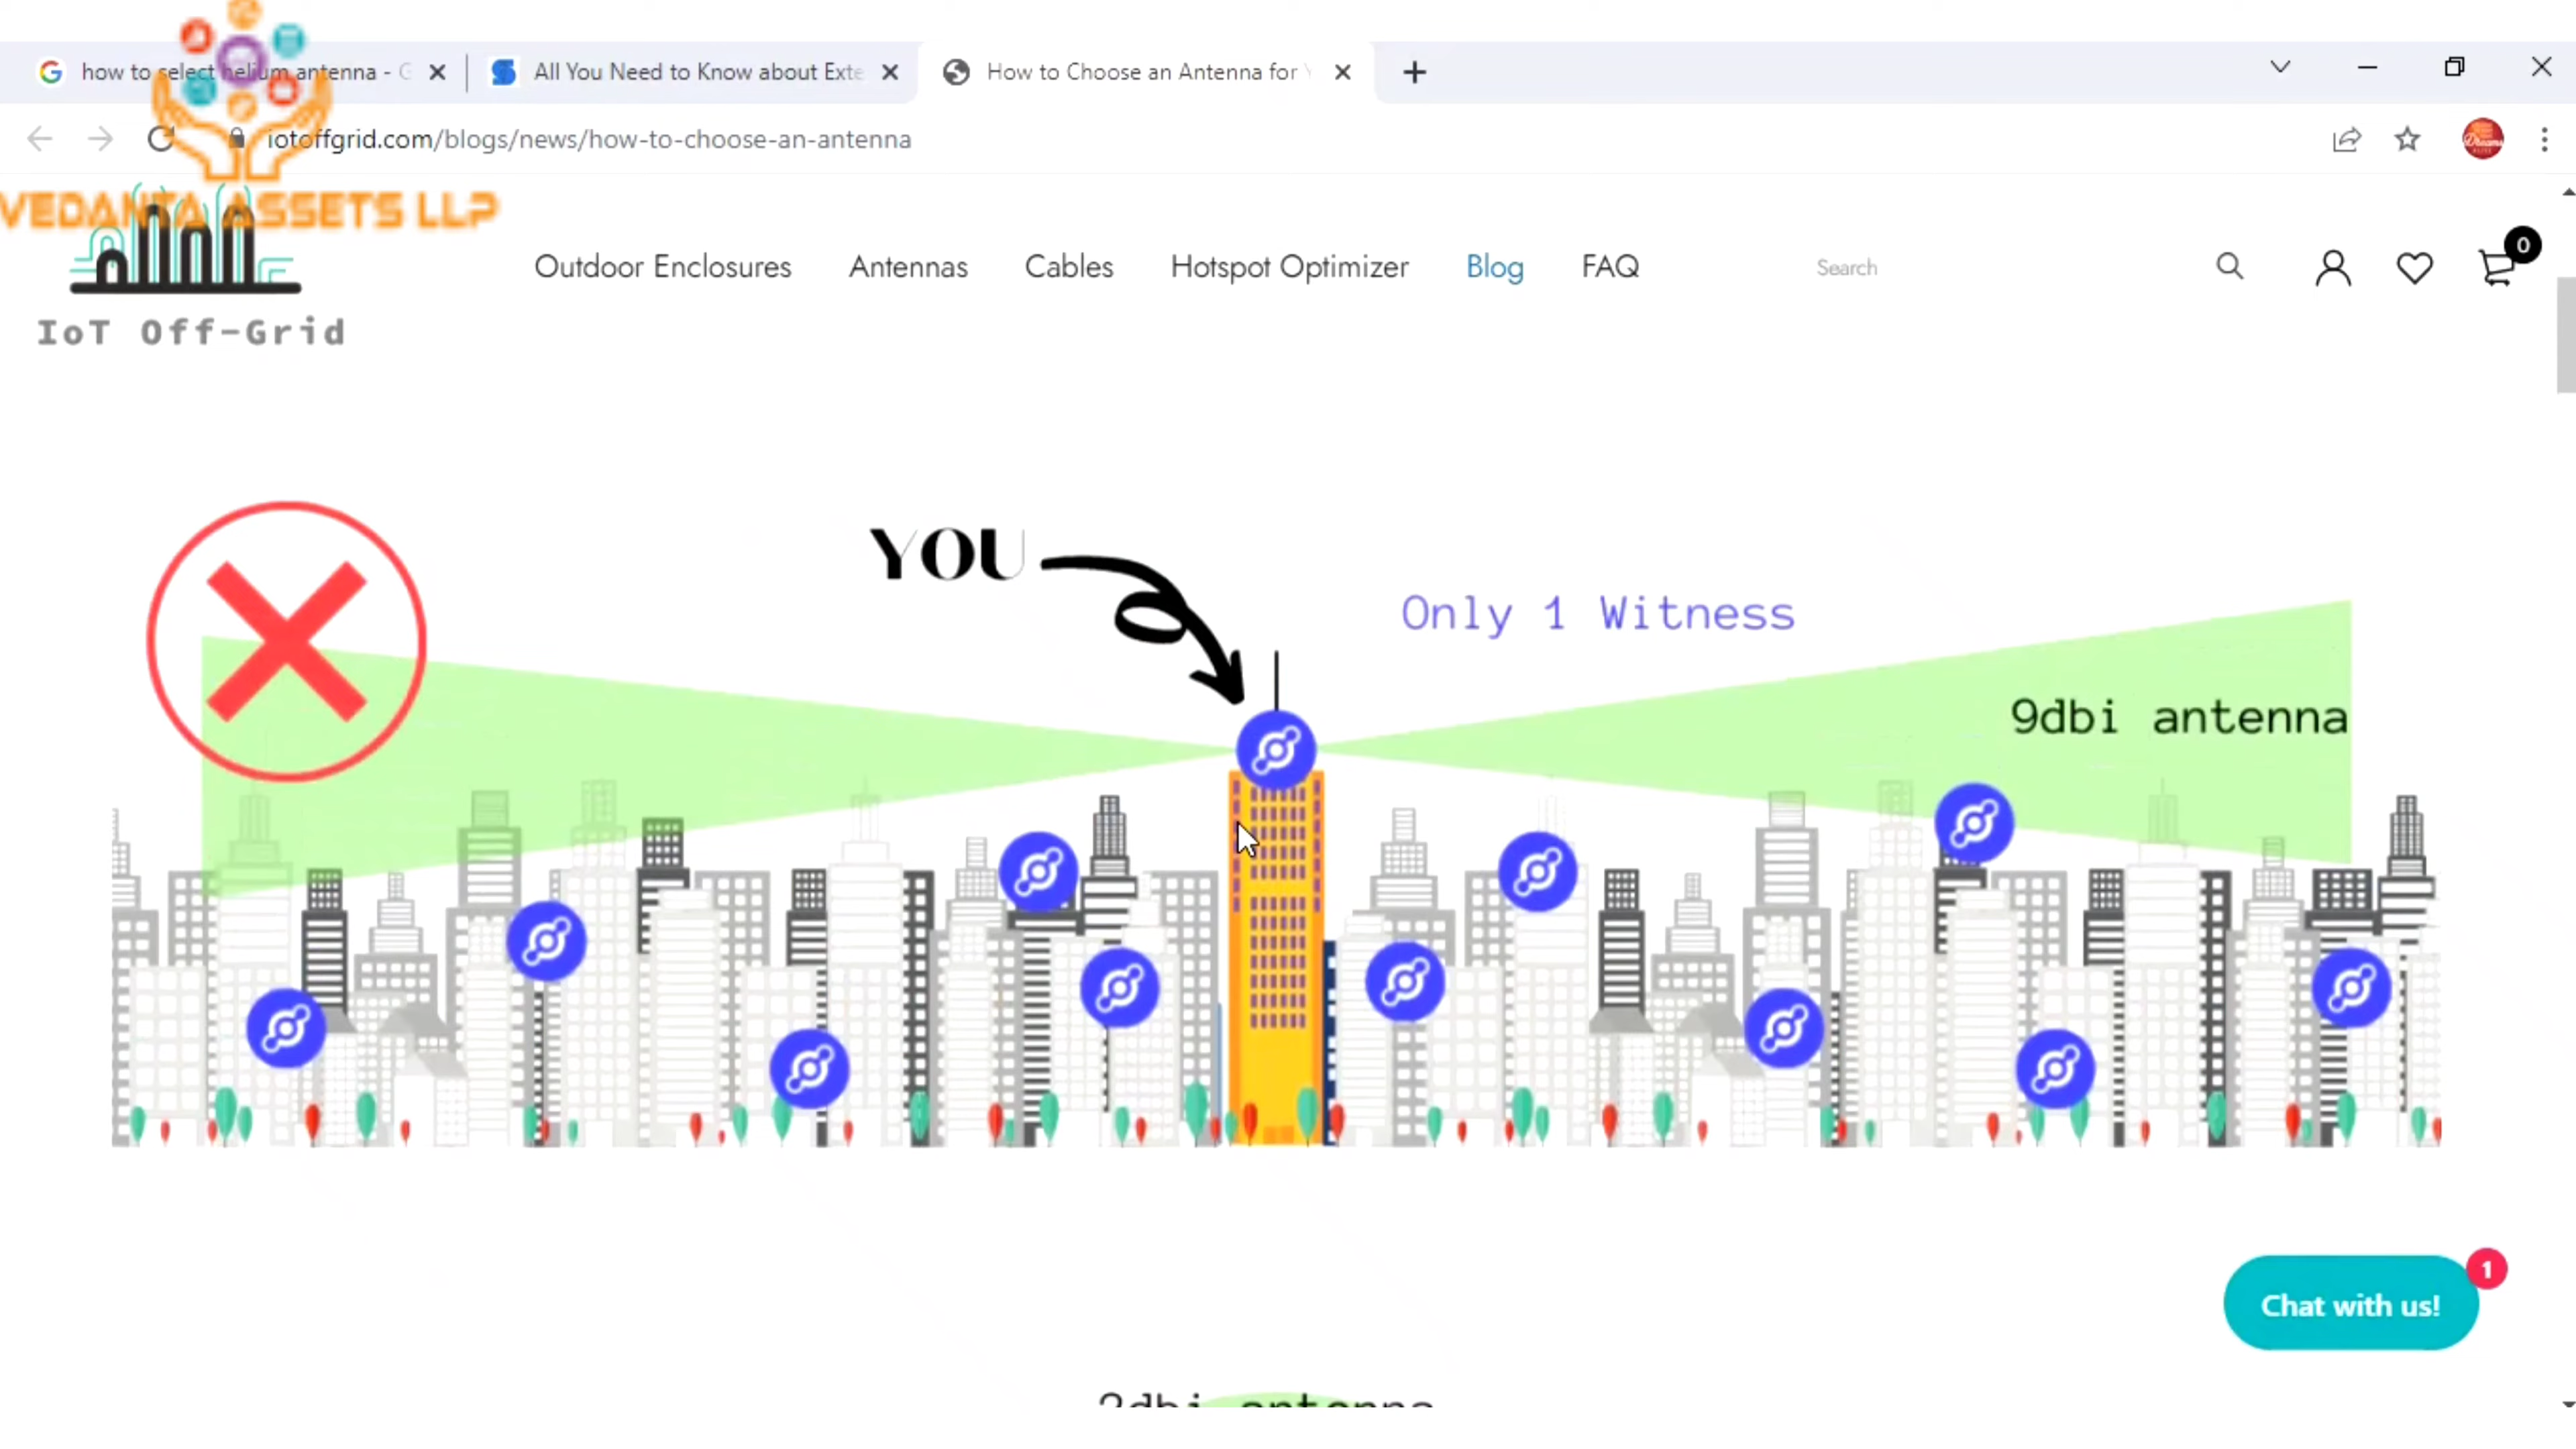 how to select helium antenna - G
All You Need to Know about Exte
How to Choose an Antenna for Y
iotoffgrid.com/blogs/news/how-to-choose-an-antenna
Dreams
VEDANTA ASSETS LLP
IoT Off-Grid
Outdoor Enclosures
Antennas
Cables
Hotspot Optimizer
Blog
FAQ
Search
0
YOU
Only 1 Witness
9dbi antenna
1
Chat with us!
antenna